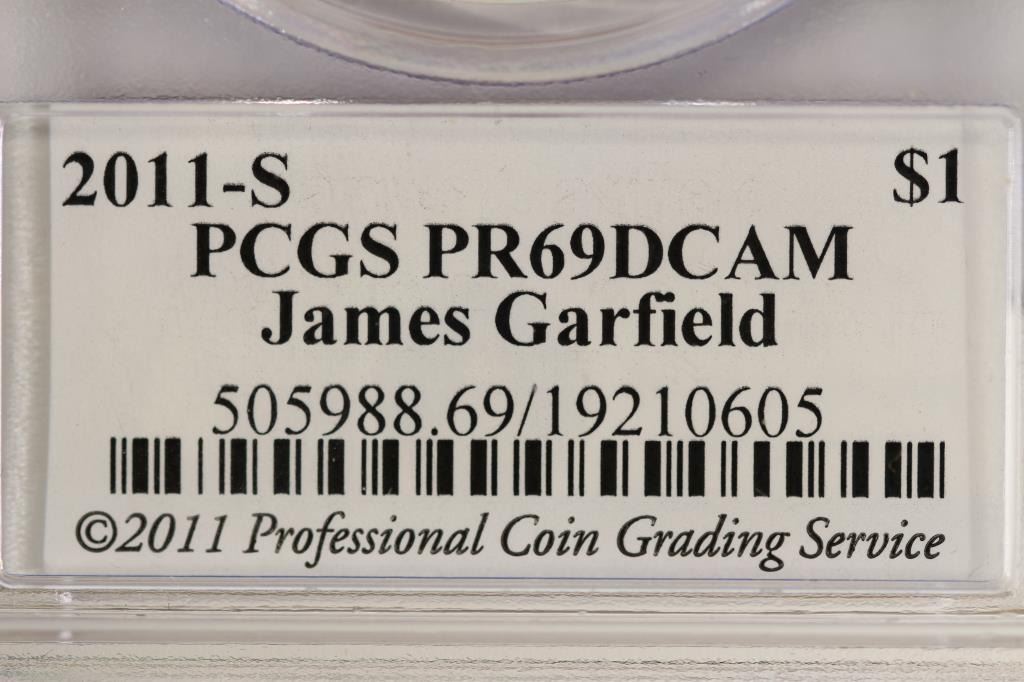 2011-S $1
PCGS PR69DCAM
James Garfield
505988.69/19210605
©2011 Professional Coin Grading Service